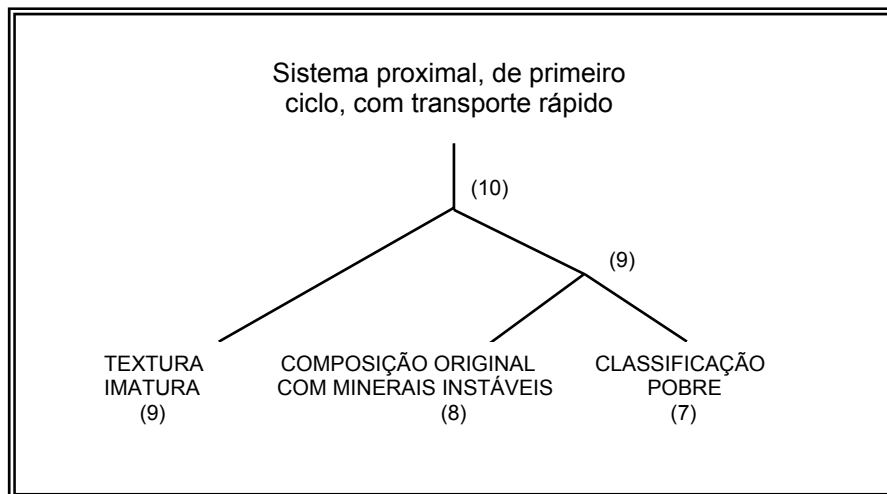 Sistema proximal, de primeiro
ciclo, com transporte rápido
(10)
(9)
TEXTURA
IMATURA
(9)
COMPOSIÇÃO ORIGINAL
COM MINERAIS INSTÁVEIS
(8)
CLASSIFICAÇÃO
POBRE
(7)